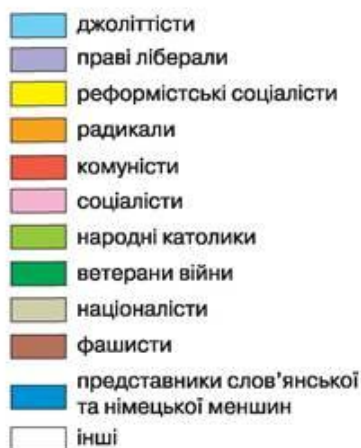 джоліттісти
праві ліберали
реформістські соціалісти
радикали
комуністи
соціалісти
народні католики
ветерани війни
націоналісти
фашисти
представники слов’янської
та німецької меншин
інші